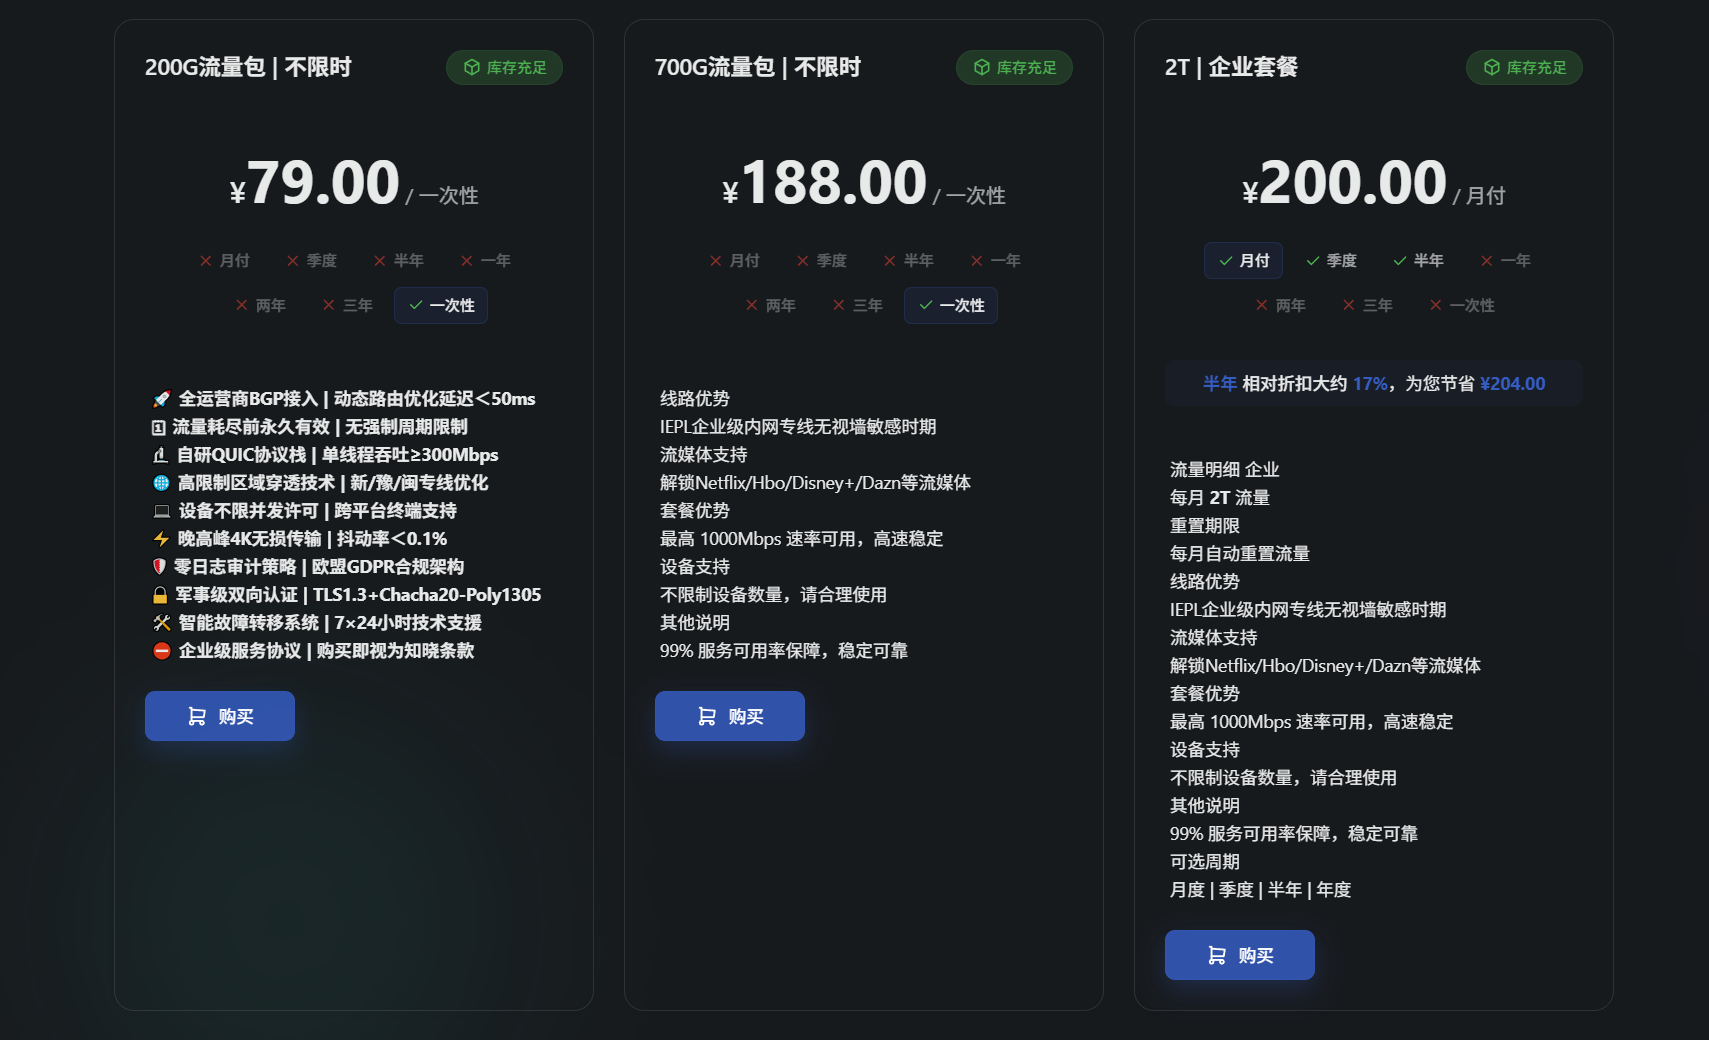 200G流量包 | 不限时
库存充足
¥79.00 / 一次性
月付 季度 半年 一年
两年 三年 一次性
🚀 全运营商BGP接入 | 动态路由优化延迟＜50ms
1️⃣ 流量耗尽前永久有效 | 无强制周期限制
🔬 自研QUIC协议栈 | 单线程吞吐≥300Mbps
🌐 高限制区域穿透技术 | 新/豫/闽专线优化
💻 设备不限并发许可 | 跨平台终端支持
⚡ 晚高峰4K无损传输 | 抖动率＜0.1%
🛡️ 零日志审计策略 | 欧盟GDPR合规架构
🔒 军事级双向认证 | TLS1.3+Chacha20-Poly1305
🛠️ 智能故障转移系统 | 7×24小时技术支援
⛔ 企业级服务协议 | 购买即视为知晓条款
购买
700G流量包 | 不限时
库存充足
¥188.00 / 一次性
月付 季度 半年 一年
两年 三年 一次性
线路优势
IEPL企业级内网专线无视墙敏感时期
流媒体支持
解锁Netflix/Hbo/Disney+/Dazn等流媒体
套餐优势
最高 1000Mbps 速率可用，高速稳定
设备支持
不限制设备数量，请合理使用
其他说明
99% 服务可用率保障，稳定可靠
购买
2T | 企业套餐
库存充足
¥200.00 / 月付
月付 季度 半年 一年
两年 三年 一次性
半年 相对折扣大约 17%，为您节省 ¥204.00
流量明细 企业
每月 2T 流量
重置期限
每月自动重置流量
线路优势
IEPL企业级内网专线无视墙敏感时期
流媒体支持
解锁Netflix/Hbo/Disney+/Dazn等流媒体
套餐优势
最高 1000Mbps 速率可用，高速稳定
设备支持
不限制设备数量，请合理使用
其他说明
99% 服务可用率保障，稳定可靠
可选周期
月度 | 季度 | 半年 | 年度
购买